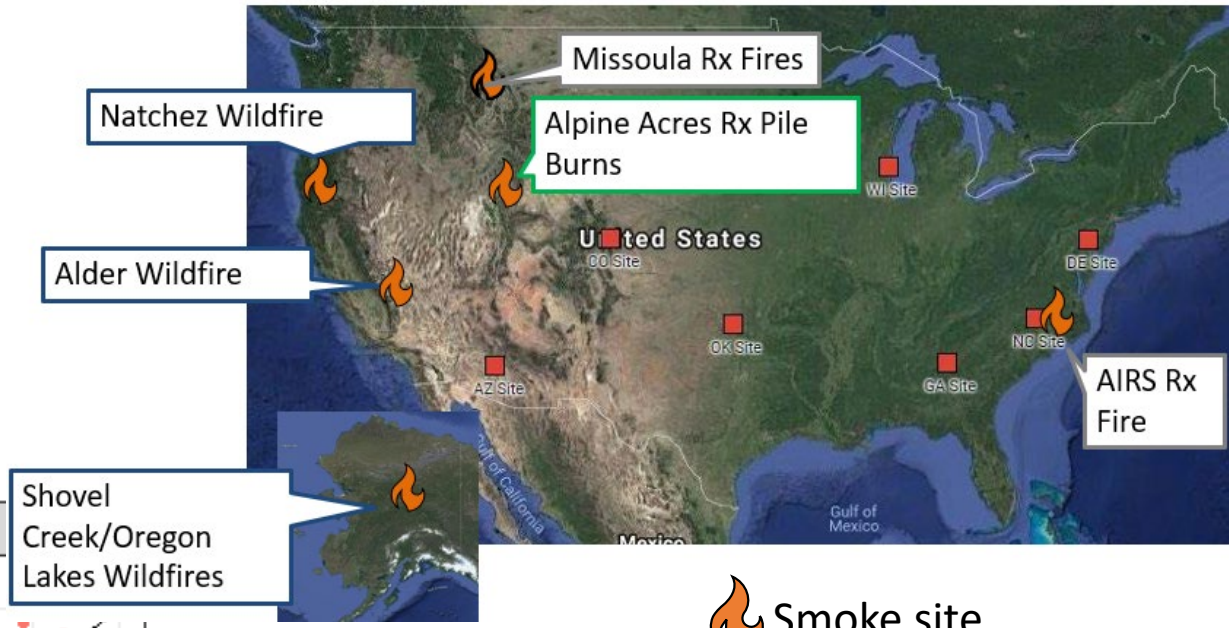 Missoula Rx Fires
Natchez Wildfire
Alpine Acres Rx Pile
Burns
WI Site
United States
CO Site
DE Site
Alder Wildfire
OK Site
NC Site
AZ Site
GA Site
AIRS Rx
Fire
Gulf of California
Shovel
Creek/Oregon
Lakes Wildfires
Gulf of
Mexico
Mexico
Smoke site